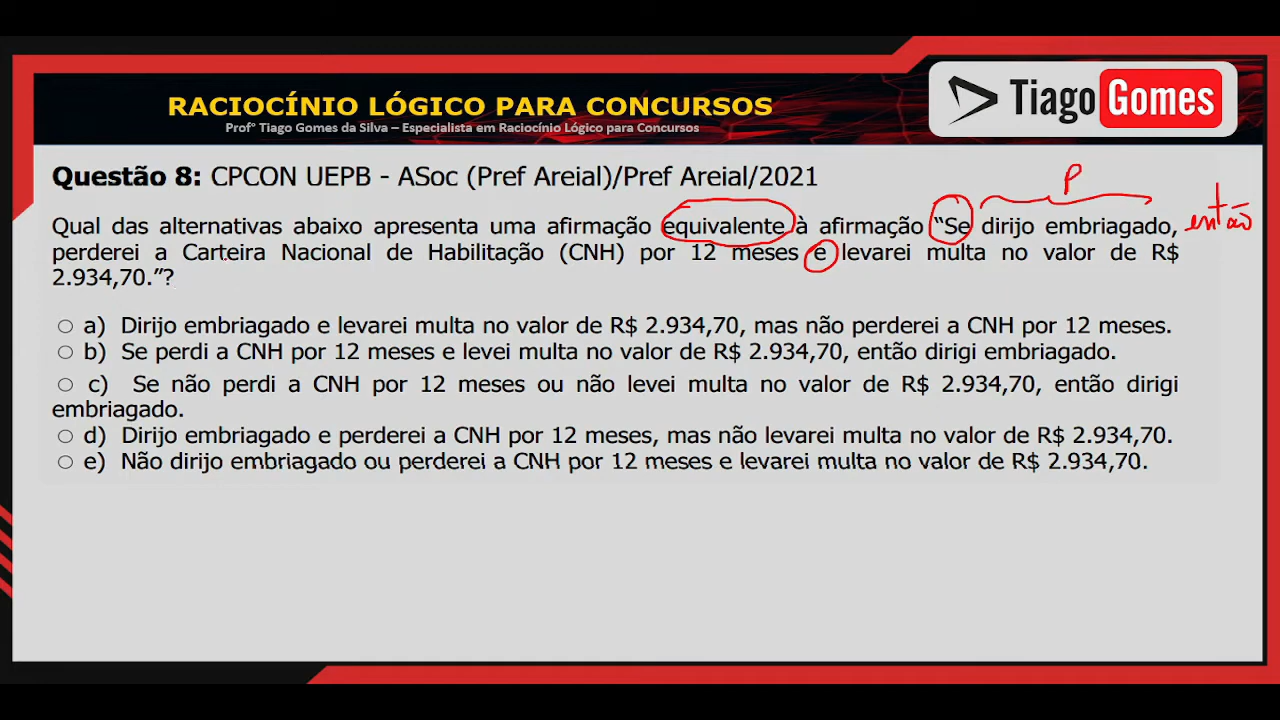 RACIOCÍNIO LÓGICO PARA CONCURSOS
Prof° Tiago Gomes da Silva – Especialista em Raciocínio Lógico para Concursos
Tiago Gomes
Questão 8: CPCON UEPB - ASoc (Pref Areial)/Pref Areial/2021
P
Qual das alternativas abaixo apresenta uma afirmação equivalente à afirmação “Se dirijo embriagado, então
perderei a Carteira Nacional de Habilitação (CNH) por 12 meses e levarei multa no valor de R$
2.934,70.”?
a) Dirijo embriagado e levarei multa no valor de R$ 2.934,70, mas não perderei a CNH por 12 meses.
b) Se perdi a CNH por 12 meses e levei multa no valor de R$ 2.934,70, então dirigi embriagado.
c) Se não perdi a CNH por 12 meses ou não levei multa no valor de R$ 2.934,70, então dirigi
embriagado.
d) Dirijo embriagado e perderei a CNH por 12 meses, mas não levarei multa no valor de R$ 2.934,70.
e) Não dirijo embriagado ou perderei a CNH por 12 meses e levarei multa no valor de R$ 2.934,70.